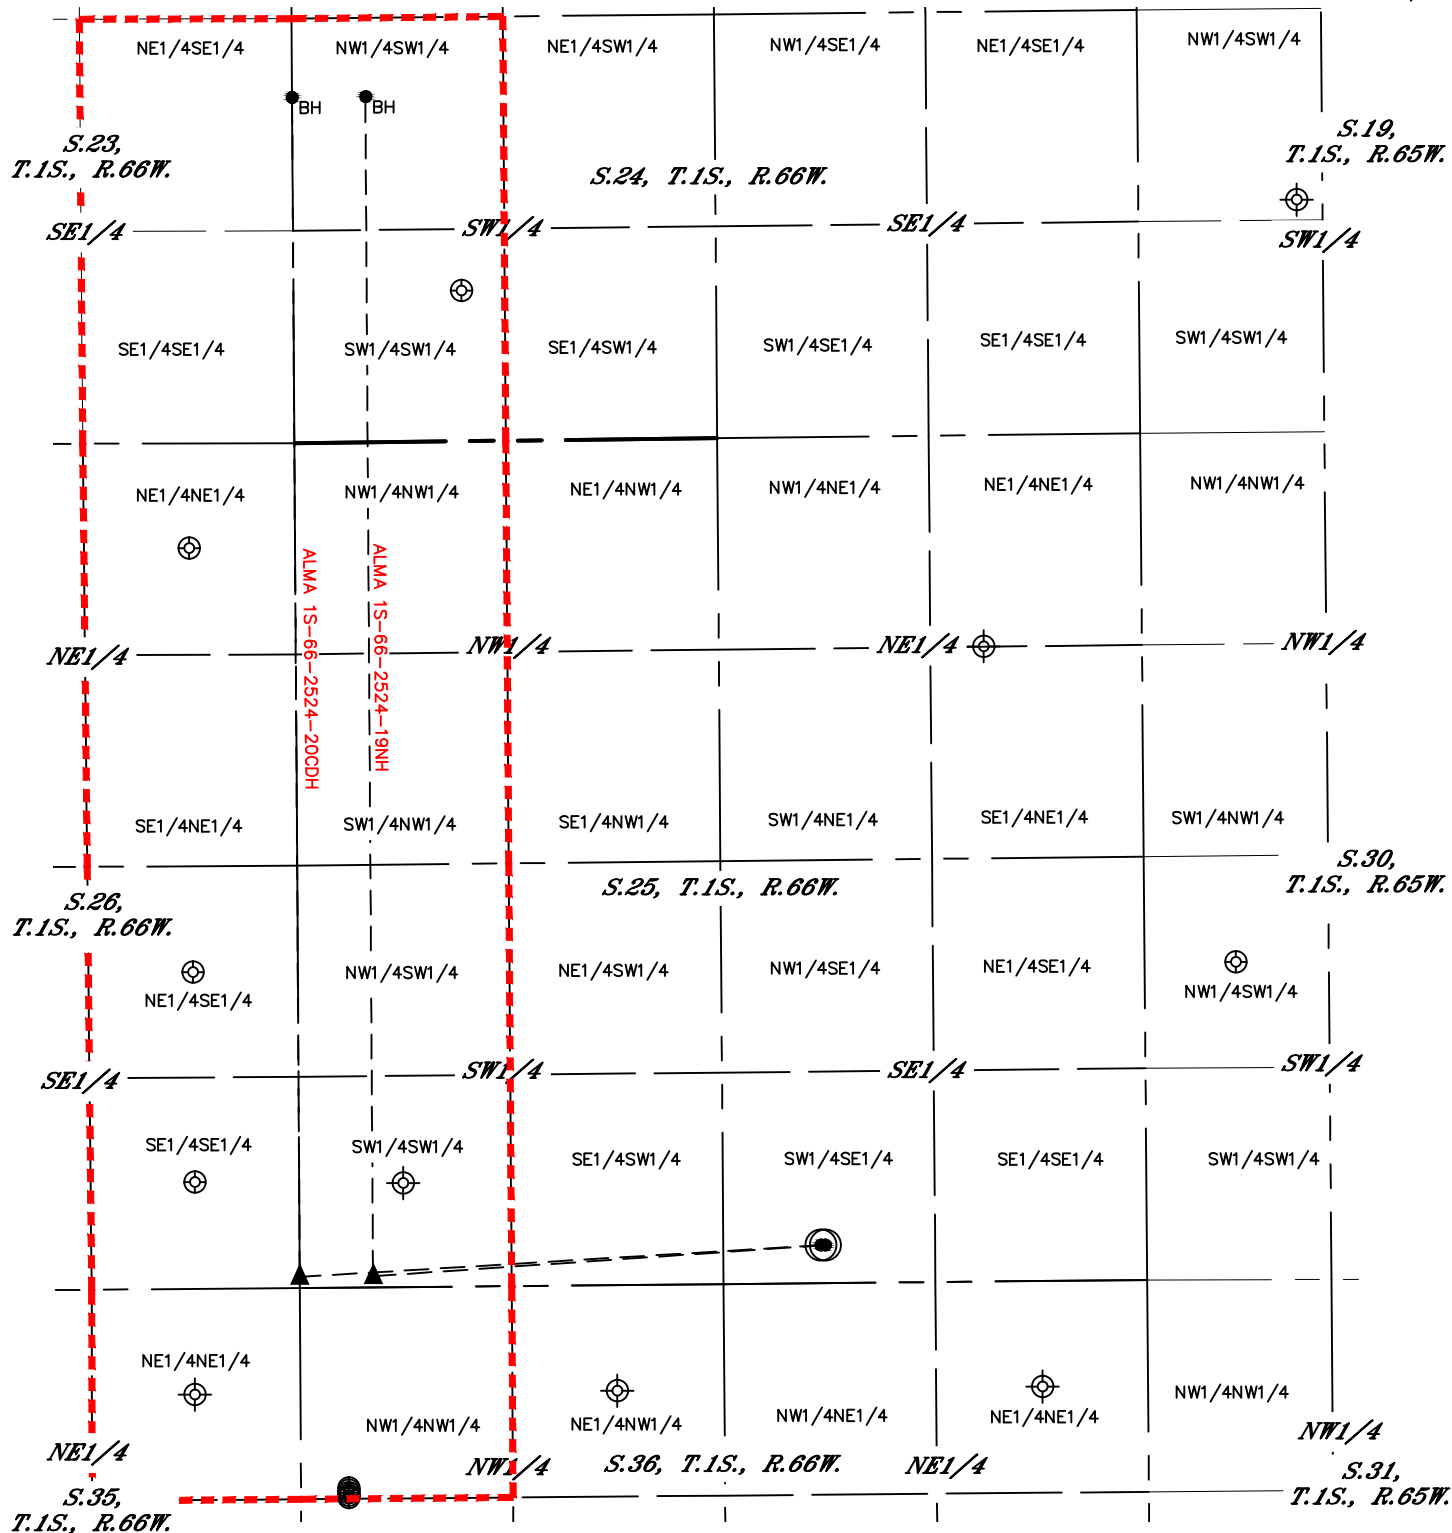 NE1/4SE1/4
NW1/4SW1/4
NE1/4SW1/4
NW1/4SE1/4
NE1/4SE1/4
NW1/4SW1/4
BH
BH
S.23,
T.1S., R.66W.
S.24, T.1S., R.66W.
S.19,
T.1S., R.65W.
SE1/4
SW1/4
SE1/4
SW1/4
SE1/4SE1/4
SW1/4SW1/4
SE1/4SW1/4
SW1/4SE1/4
SE1/4SE1/4
SW1/4SW1/4
NE1/4NE1/4
NW1/4NW1/4
NE1/4NW1/4
NW1/4NE1/4
NE1/4NE1/4
NW1/4NW1/4
ALMA 1S-66-2524-20CDH
ALMA 1S-66-2524-19NH
NE1/4
NW1/4
NE1/4
NW1/4
SE1/4NE1/4
SW1/4NW1/4
SE1/4NW1/4
SW1/4NE1/4
SE1/4NE1/4
SW1/4NW1/4
S.26,
T.1S., R.66W.
S.25, T.1S., R.66W.
S.30,
T.1S., R.65W.
NE1/4SE1/4
NW1/4SW1/4
NE1/4SW1/4
NW1/4SE1/4
NE1/4SE1/4
NW1/4SW1/4
SE1/4
SW1/4
SE1/4
SW1/4
SE1/4SE1/4
SW1/4SW1/4
SE1/4SW1/4
SW1/4SE1/4
SE1/4SE1/4
SW1/4SW1/4
NE1/4NE1/4
NW1/4NW1/4
NE1/4NW1/4
NW1/4NE1/4
NE1/4NE1/4
NW1/4NW1/4
NE1/4
NW1/4
S.36, T.1S., R.66W.
NE1/4
NW1/4
S.35,
T.1S., R.66W.
S.31,
T.1S., R.65W.